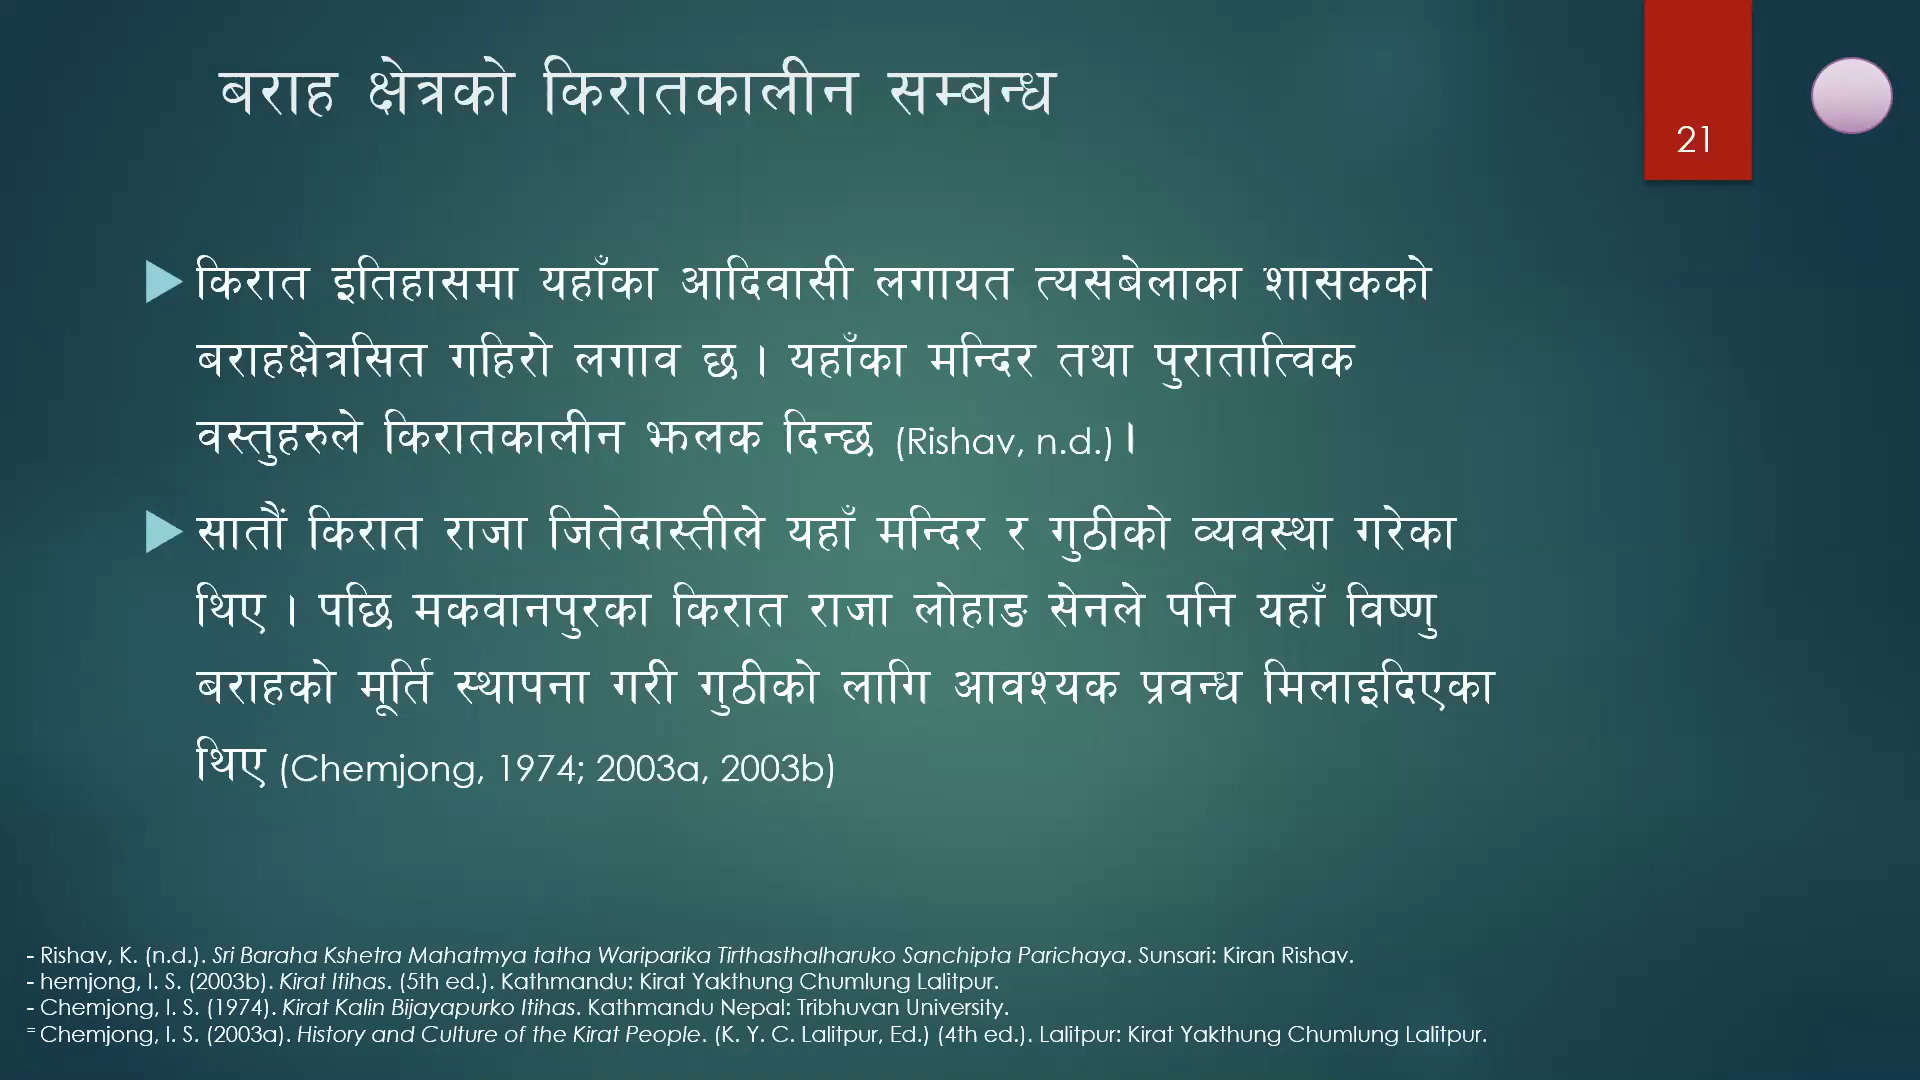 बराह क्षेत्रको किरातकालीन सम्बन्ध
21
किरात इतिहासमा यहाँका आदिवासी लगायत त्यसबेलाका शासकको
बराहक्षेत्रसित गहिरो लगाव छ । यहाँका मन्दिर तथा पुरातात्विक
वस्तुहरुले किरातकालीन झलक दिन्छ (Rishav, n.d.) ।
सातौं किरात राजा जितेदास्तीले यहाँ मन्दिर र गुठीको व्यवस्था गरेका
थिए । पछि मकवानपुरका किरात राजा लोहाङ सेनले पनि यहाँ विष्णु
बराहको मूर्ति स्थापना गरी गुठीको लागि आवश्यक प्रवन्ध मिलाइदिएका
थिए (Chemjong, 1974; 2003a, 2003b)
- Rishav, K. (n.d.). Sri Baraha Kshetra Mahatmya tatha Wariparika Tirthasthalharuko Sanchipta Parichaya. Sunsari: Kiran Rishav.
- hemjong, I. S. (2003b). Kirat Itihas. (5th ed.). Kathmandu: Kirat Yakthung Chumlung Lalitpur.
- Chemjong, I. S. (1974). Kirat Kalin Bijayapurko Itihas. Kathmandu Nepal: Tribhuvan University.
= Chemjong, I. S. (2003a). History and Culture of the Kirat People. (K. Y. C. Lalitpur, Ed.) (4th ed.). Lalitpur: Kirat Yakthung Chumlung Lalitpur.